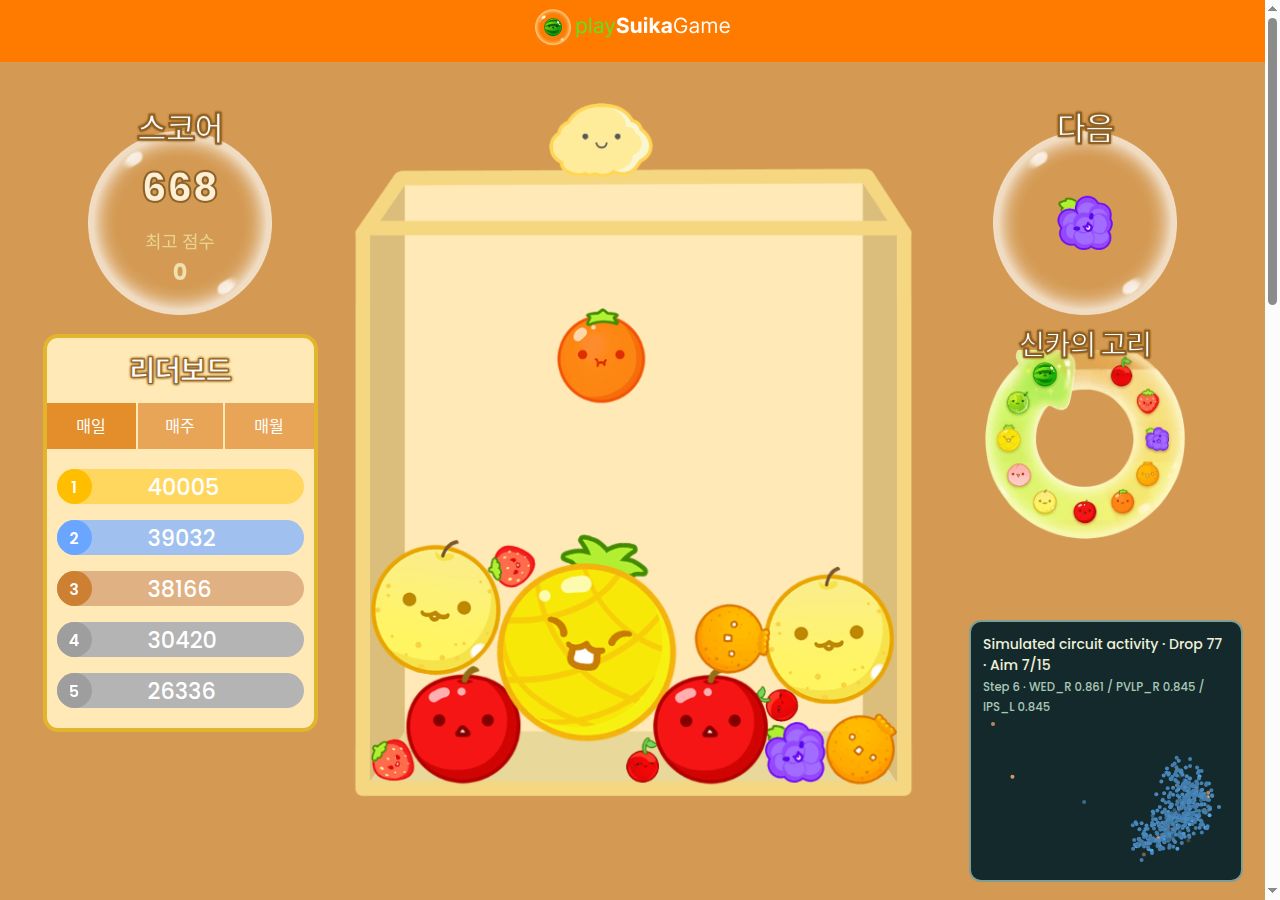 playSuikaGame
스코어
668
최고 점수
0
다음
신카의 고리
리더보드
매일 매주 매월
1 40005
2 39032
3 38166
4 30420
5 26336
Simulated circuit activity · Drop 77
· Aim 7/15
Step 6 · WED_R 0.861 / PVLP_R 0.845 /
IPS_L 0.845